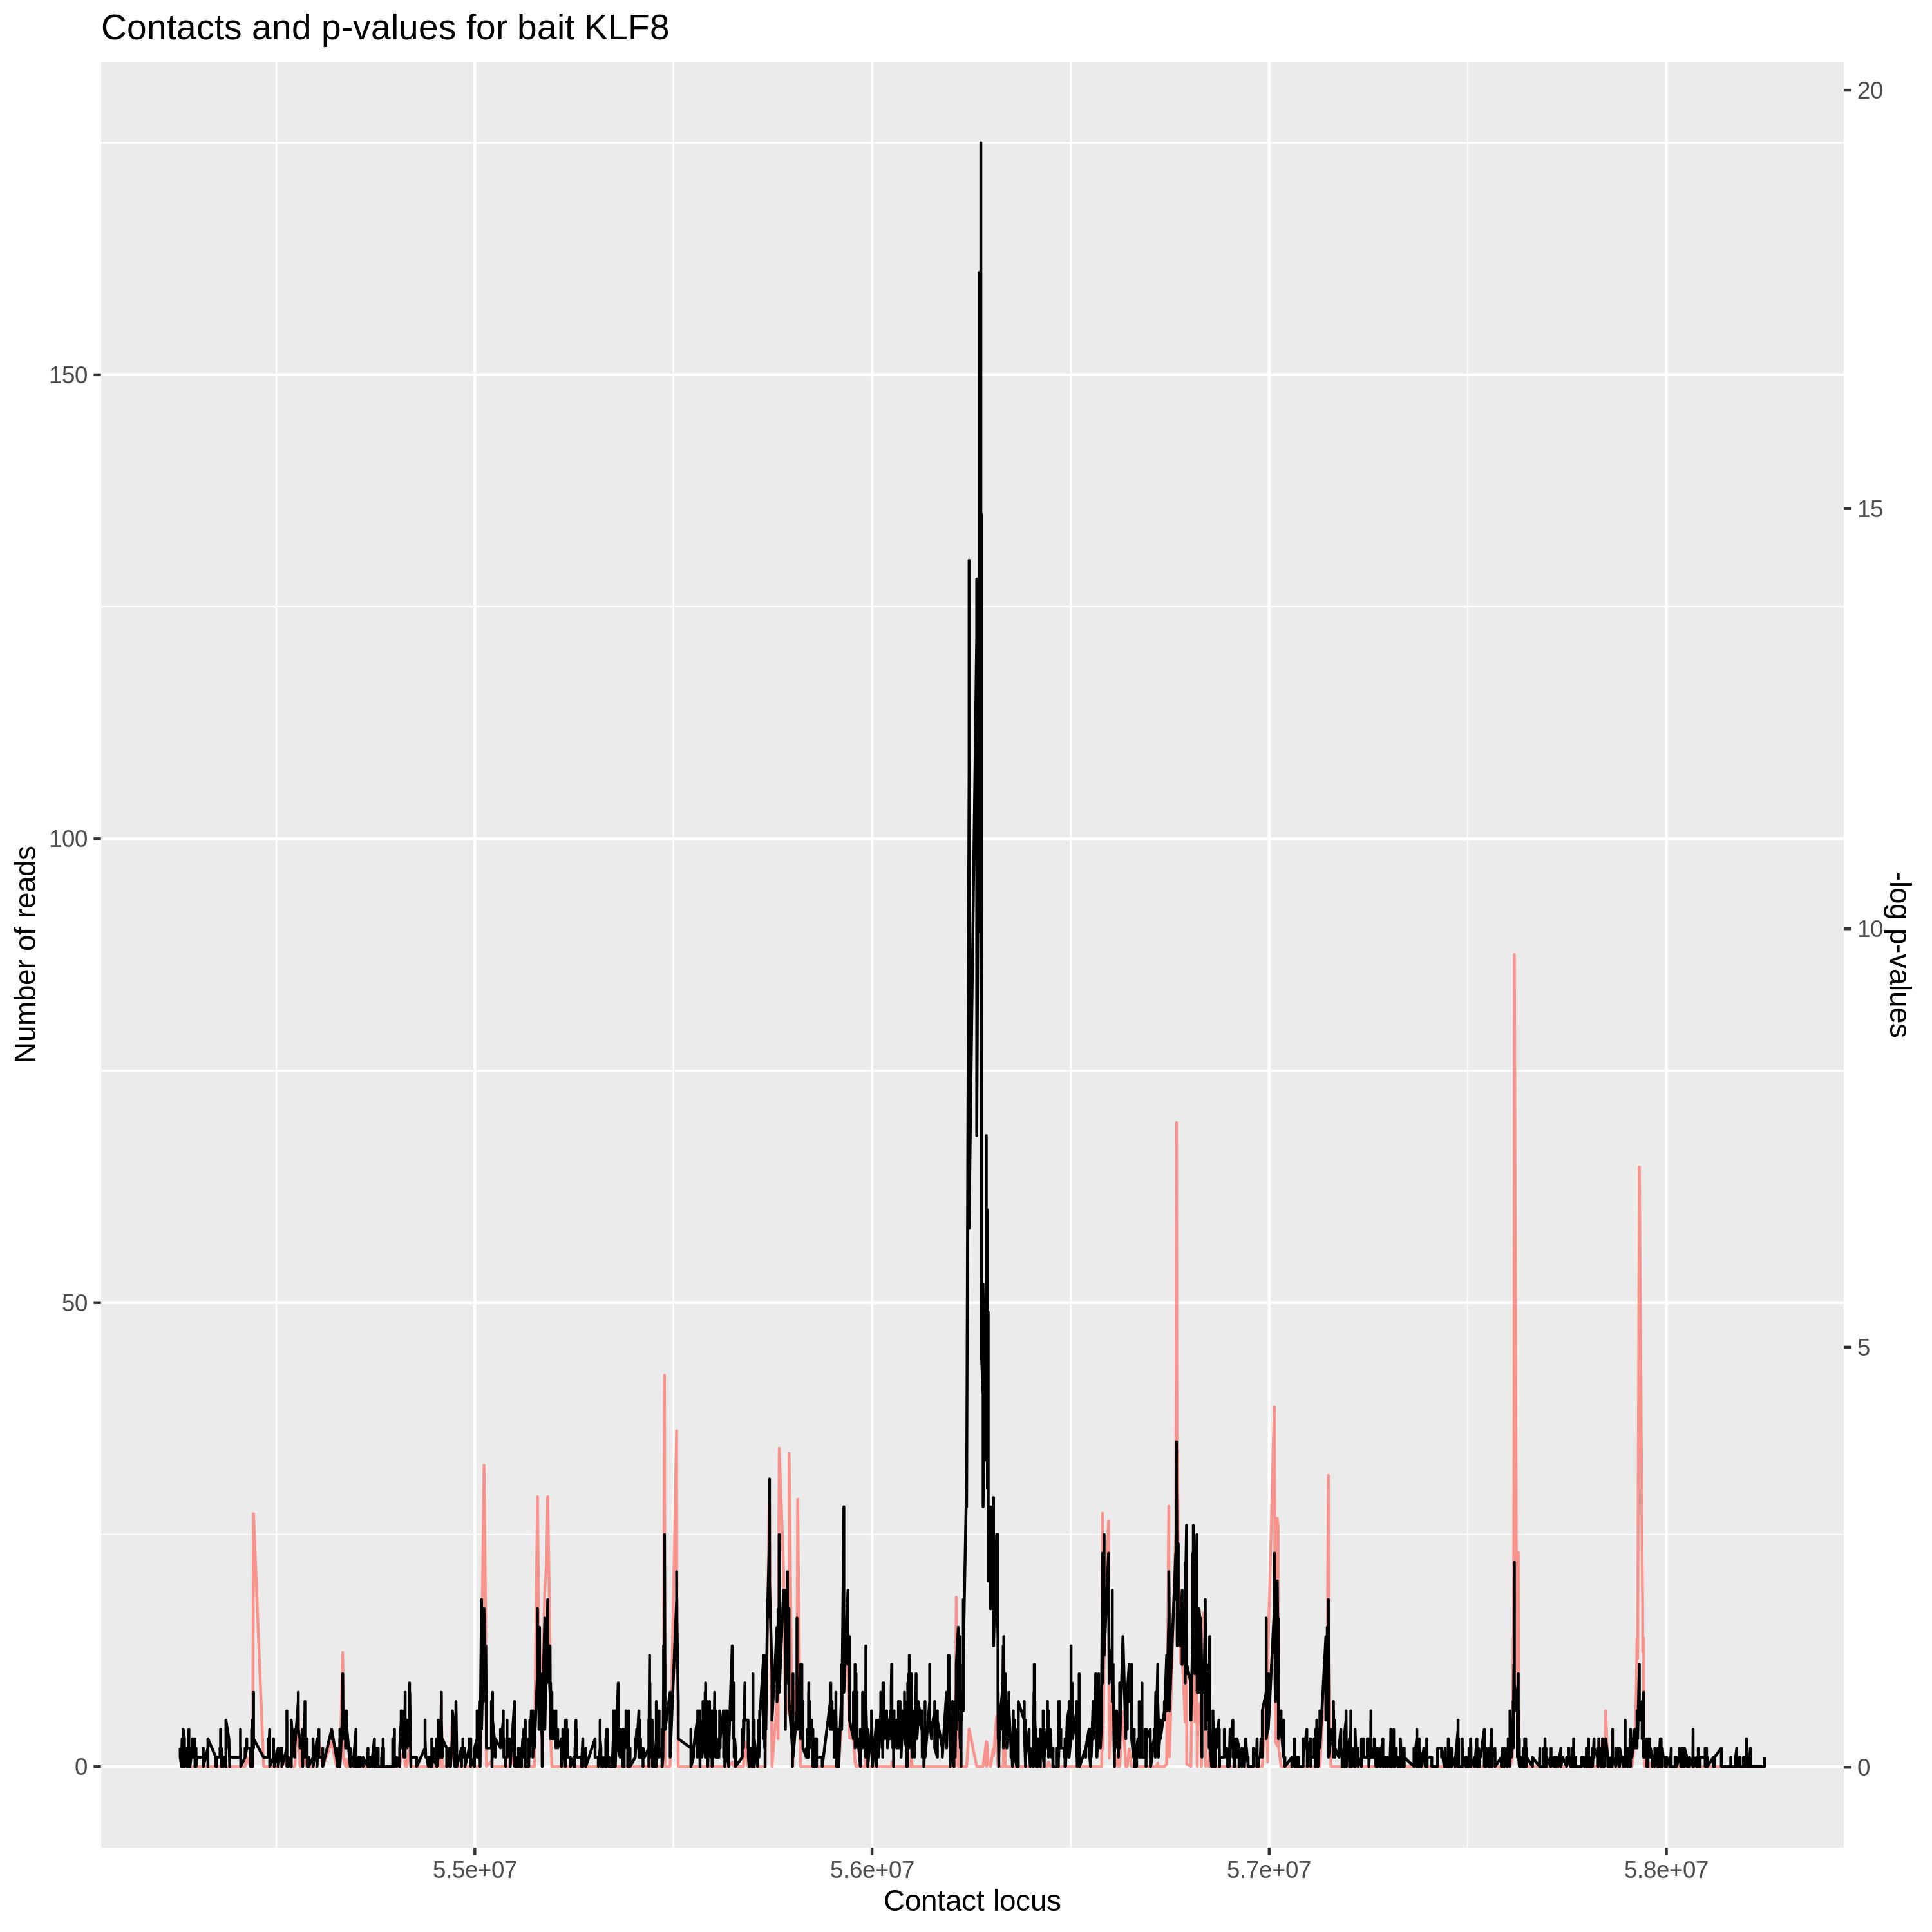 Contacts and p-values for bait KLF8
Number of reads
150
100
50
0
20
15
10
5
0
-log p-values
5.5e+07 5.6e+07 5.7e+07 5.8e+07
Contact locus